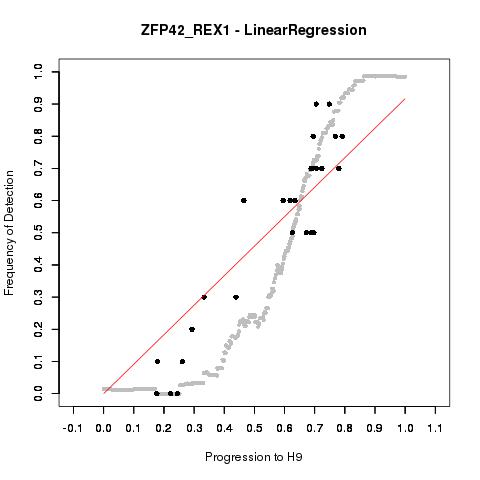 ZFP42_REX1 - LinearRegression
Frequency of Detection
1.0
0.9
0.8
0.7
0.6
0.5
0.4
0.3
0.2
0.1
0.0
-0.1 0.0 0.1 0.2 0.3 0.4 0.5 0.6 0.7 0.8 0.9 1.0 1.1
Progression to H9